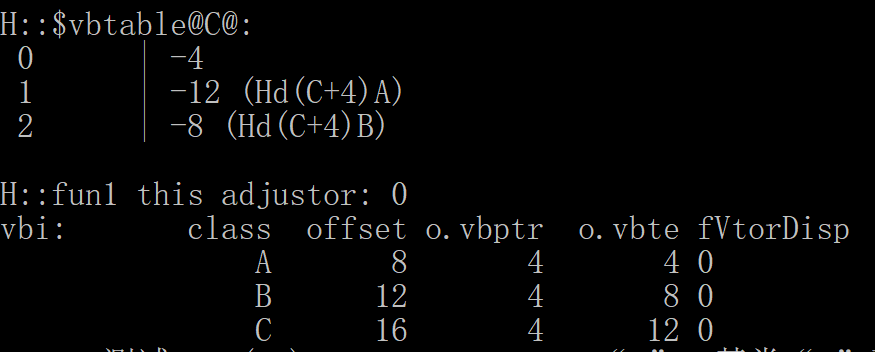 H::$vbtable@C@:
0 | -4
1 | -12 (Hd(C+4)A)
2 | -8 (Hd(C+4)B)
H::fun1 this adjustor: 0
vbi: class offset o.vbptr o.vbte fVtorDisp
A 8 4 4 0
B 12 4 8 0
C 16 4 12 0